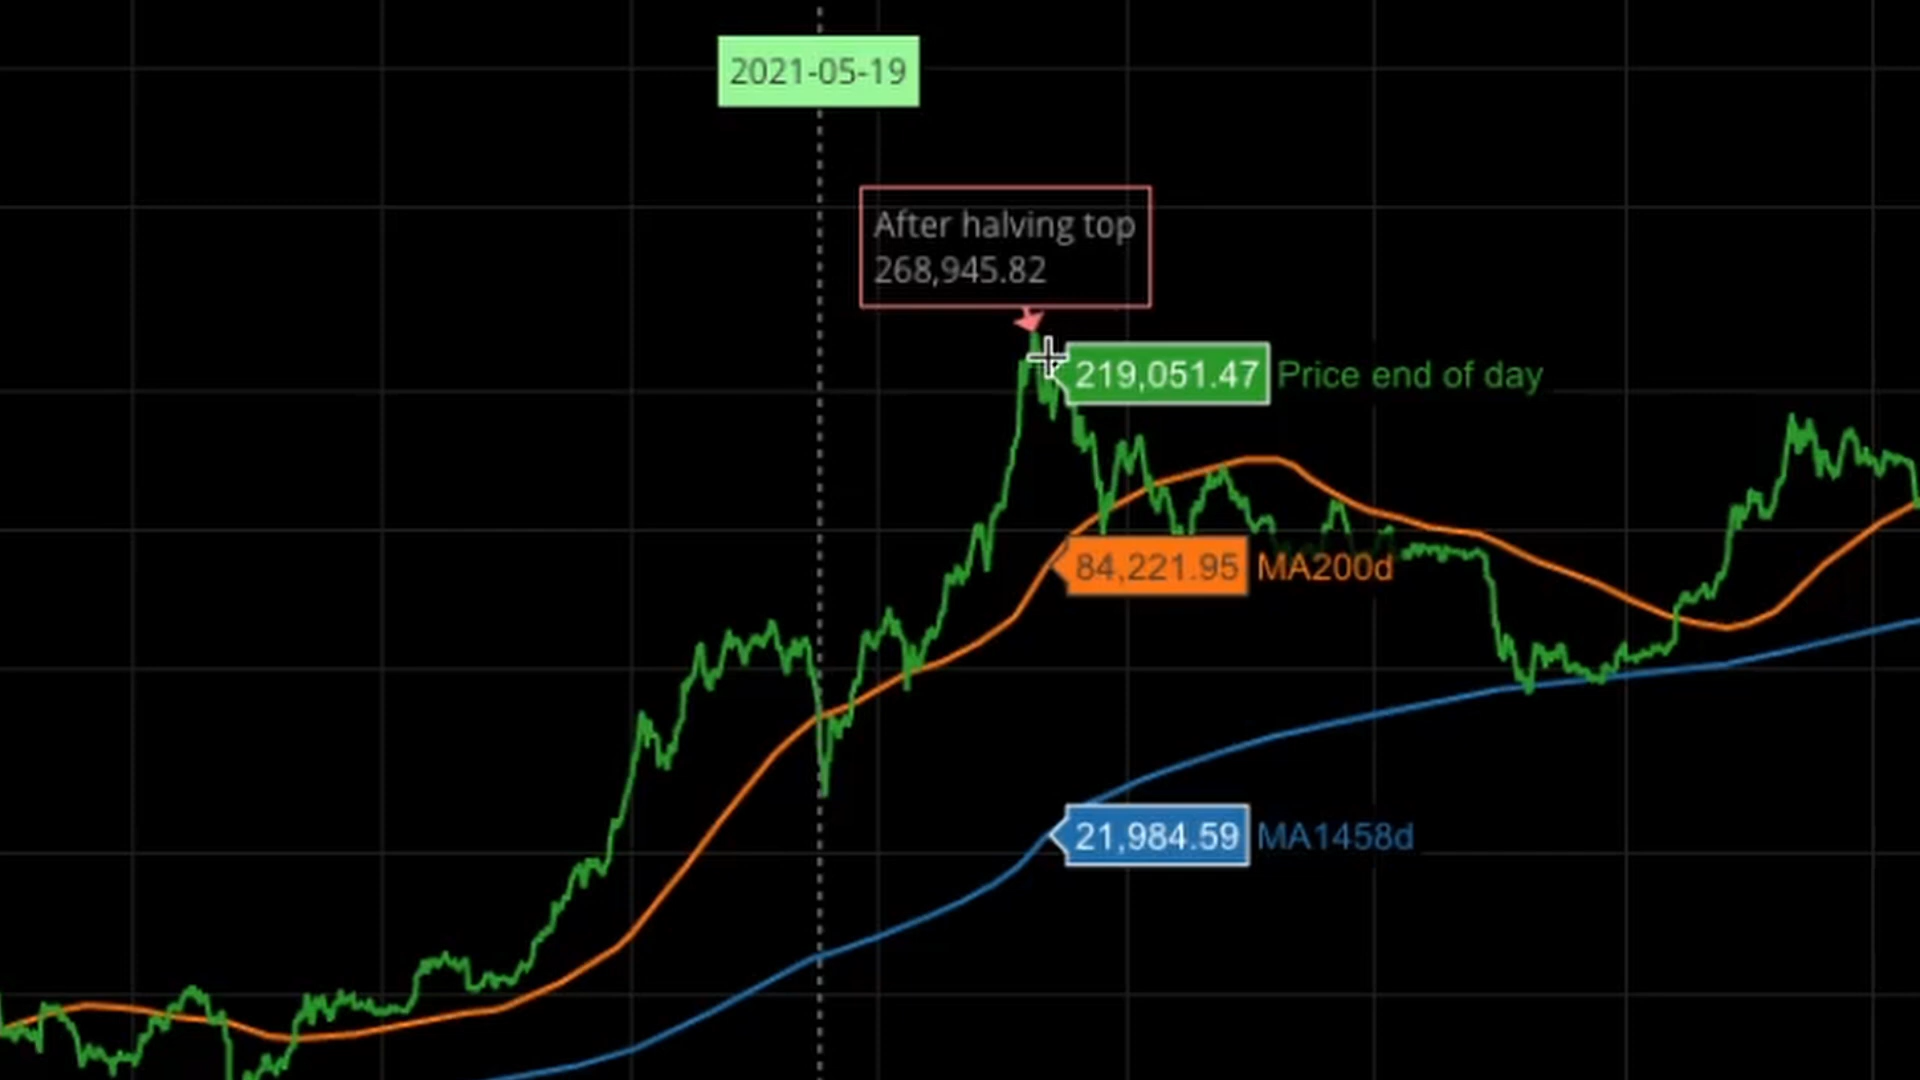 2021-05-19
After halving top
268,945.82
219,051.47 Price end of day
84,221.95 MA200d
21,984.59 MA1458d